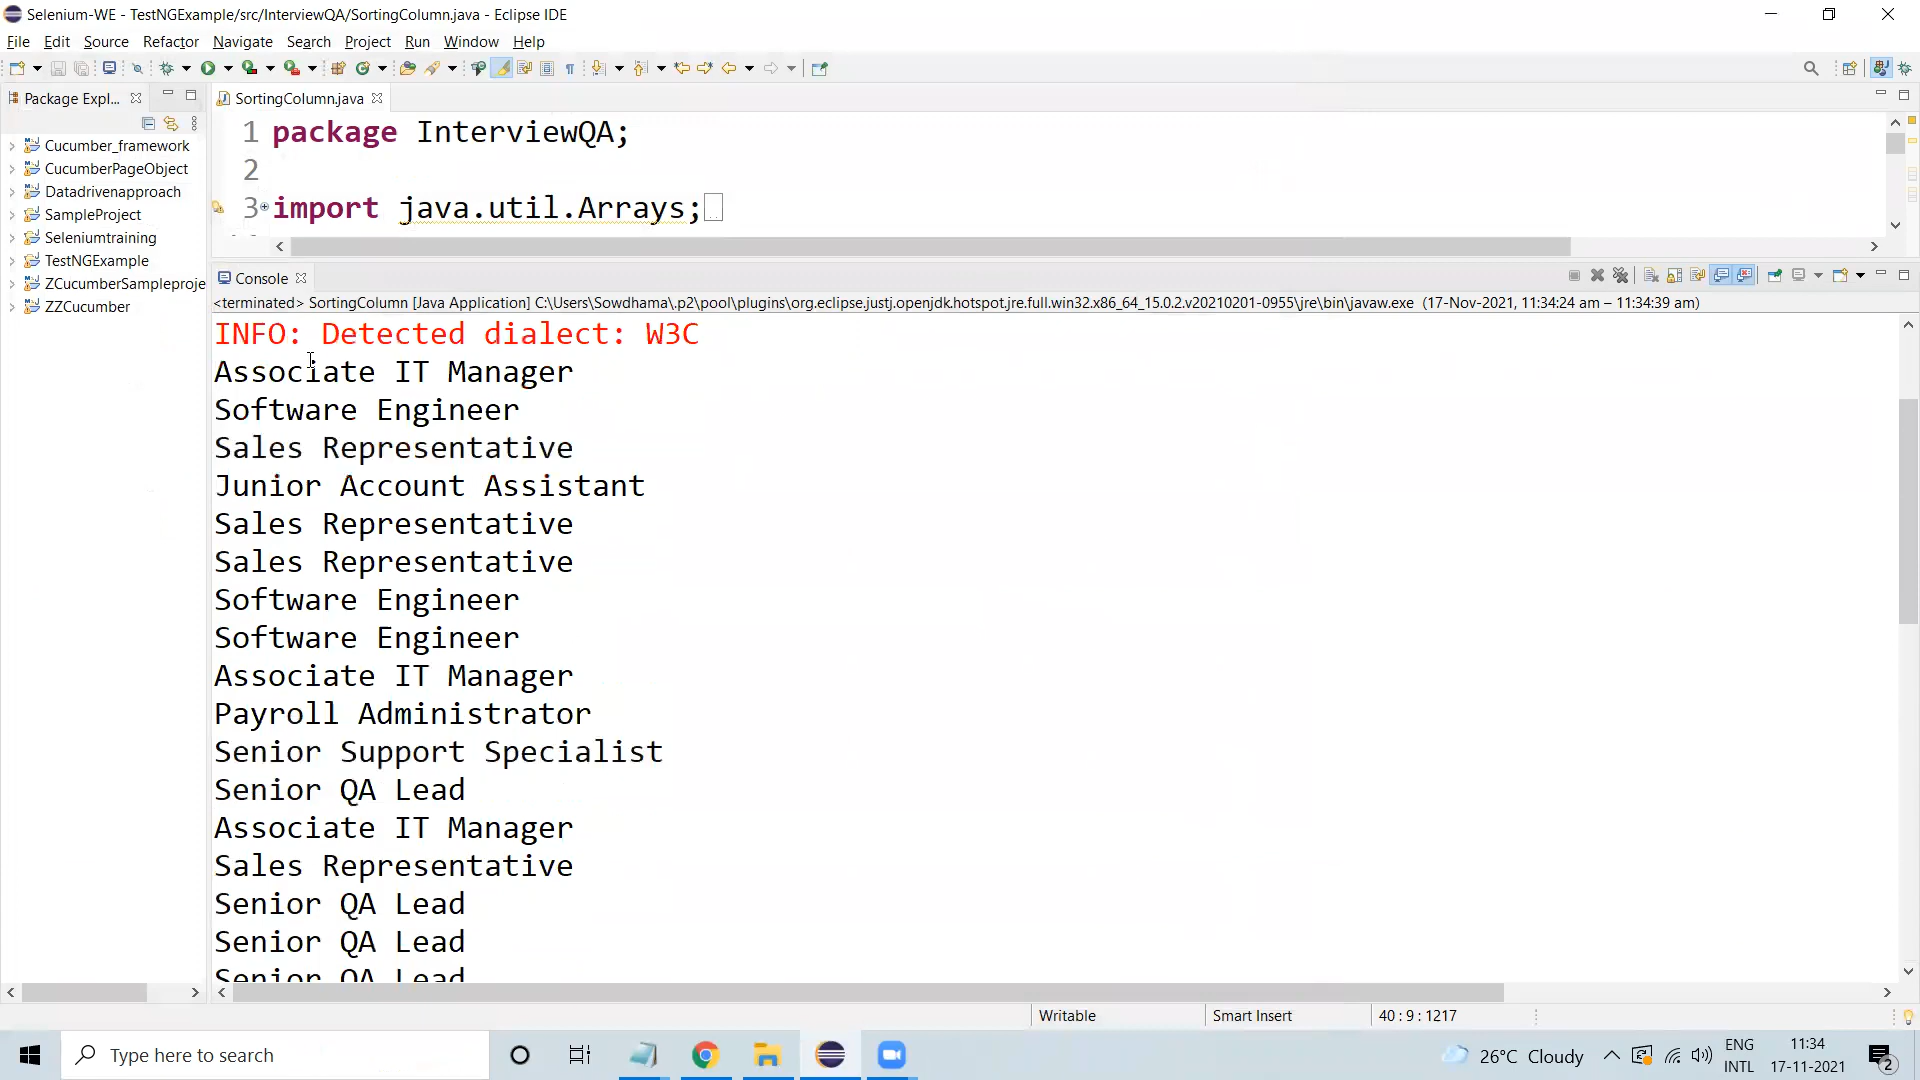 Selenium-WE - TestNGExample/src/InterviewQA/SortingColumn.java - Eclipse IDE
File Edit Source Refactor Navigate Search Project Run Window Help
Package Expl...
Cucumber_framework
CucumberPageObject
Datadrivenapproach
SampleProject
Seleniumtraining
TestNGExample
ZCucumberSampleproje
ZZCucumber
SortingColumn.java
1 package InterviewQA;
2
3 import java.util.Arrays;
Console
<terminated> SortingColumn [Java Application] C:\Users\Sowdhama\.p2\pool\plugins\org.eclipse.justj.openjdk.hotspot.jre.full.win32.x86_64_15.0.2.v20210201-0955\jre\bin\javaw.exe (17-Nov-2021, 11:34:24 am – 11:34:39 am)
INFO: Detected dialect: W3C
Associate IT Manager
Software Engineer
Sales Representative
Junior Account Assistant
Sales Representative
Sales Representative
Software Engineer
Software Engineer
Associate IT Manager
Payroll Administrator
Senior Support Specialist
Senior QA Lead
Associate IT Manager
Sales Representative
Senior QA Lead
Senior QA Lead
Senior QA Lead
Writable Smart Insert 40 : 9 : 1217
Type here to search
26°C Cloudy
ENG
INTL
11:34
17-11-2021
2